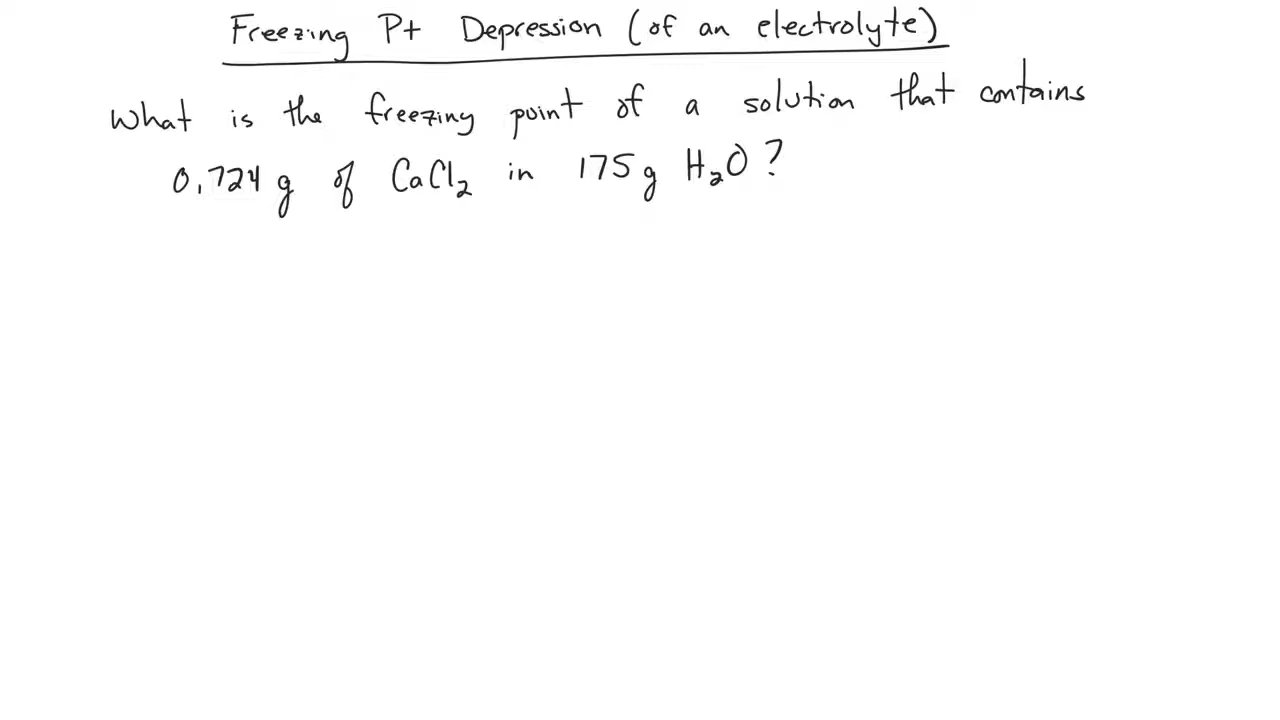 Freezing Pt Depression (of an electrolyte)
What is the freezing point of a solution that contains
0.724 g of CaCl₂ in 175 g H₂O?